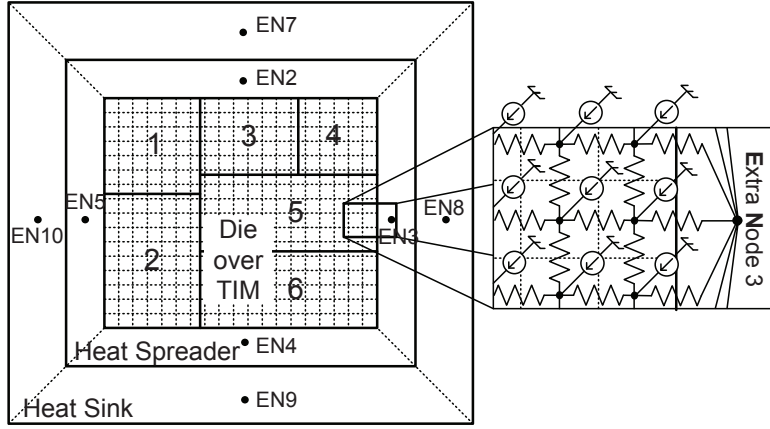 EN7
EN2
1
3
4
EN5
5
EN8
EN10
EN3
2
Die
over
TIM
6
Heat Spreader
EN4
Heat Sink
EN9
Extra Node 3